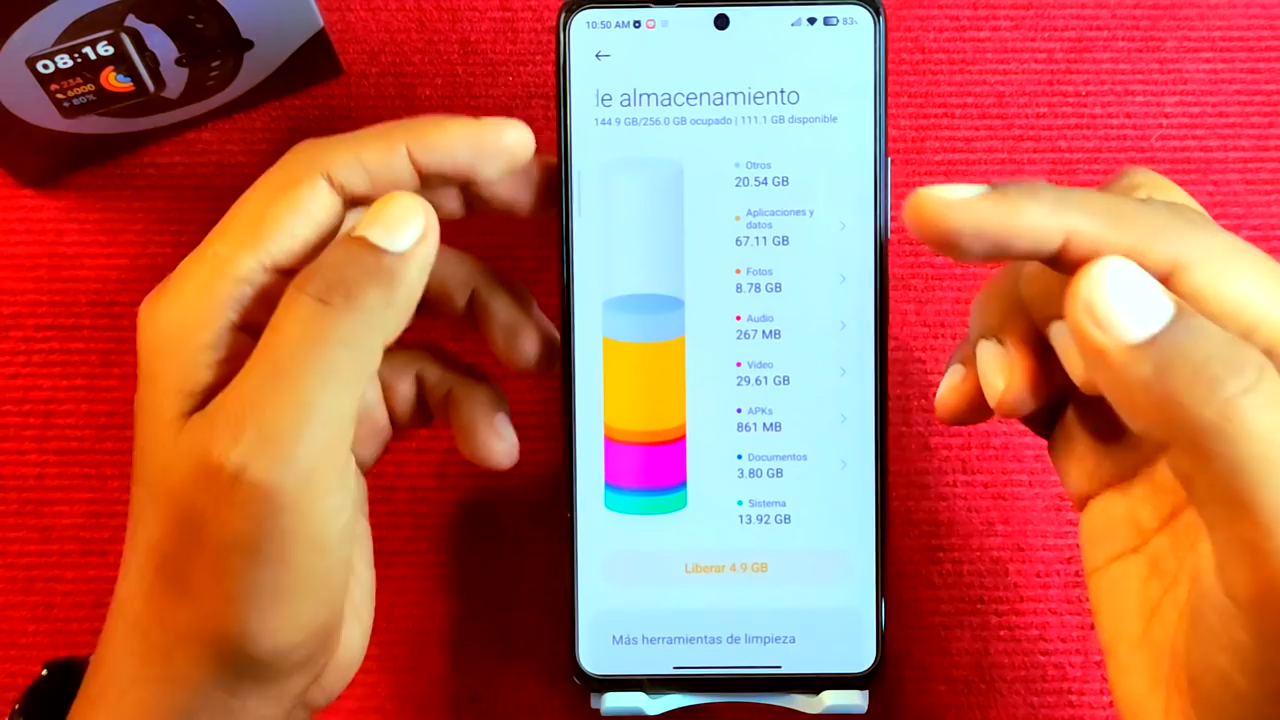 08:16
234
6000
80%
10:50 AM
83%
le almacenamiento
144.9 GB/256.0 GB ocupado | 111.1 GB disponible
Otros
20.54 GB
Aplicaciones y
datos
67.11 GB
Fotos
8.78 GB
Audio
267 MB
Video
29.61 GB
APKs
861 MB
Documentos
3.80 GB
Sistema
13.92 GB
Liberar 4.9 GB
Más herramientas de limpieza